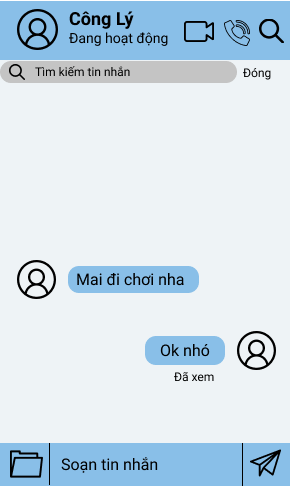 Công Lý
Đang hoạt động
Tìm kiếm tin nhắn
Đóng
Mai đi chơi nha
Ok nhó
Đã xem
Soạn tin nhắn